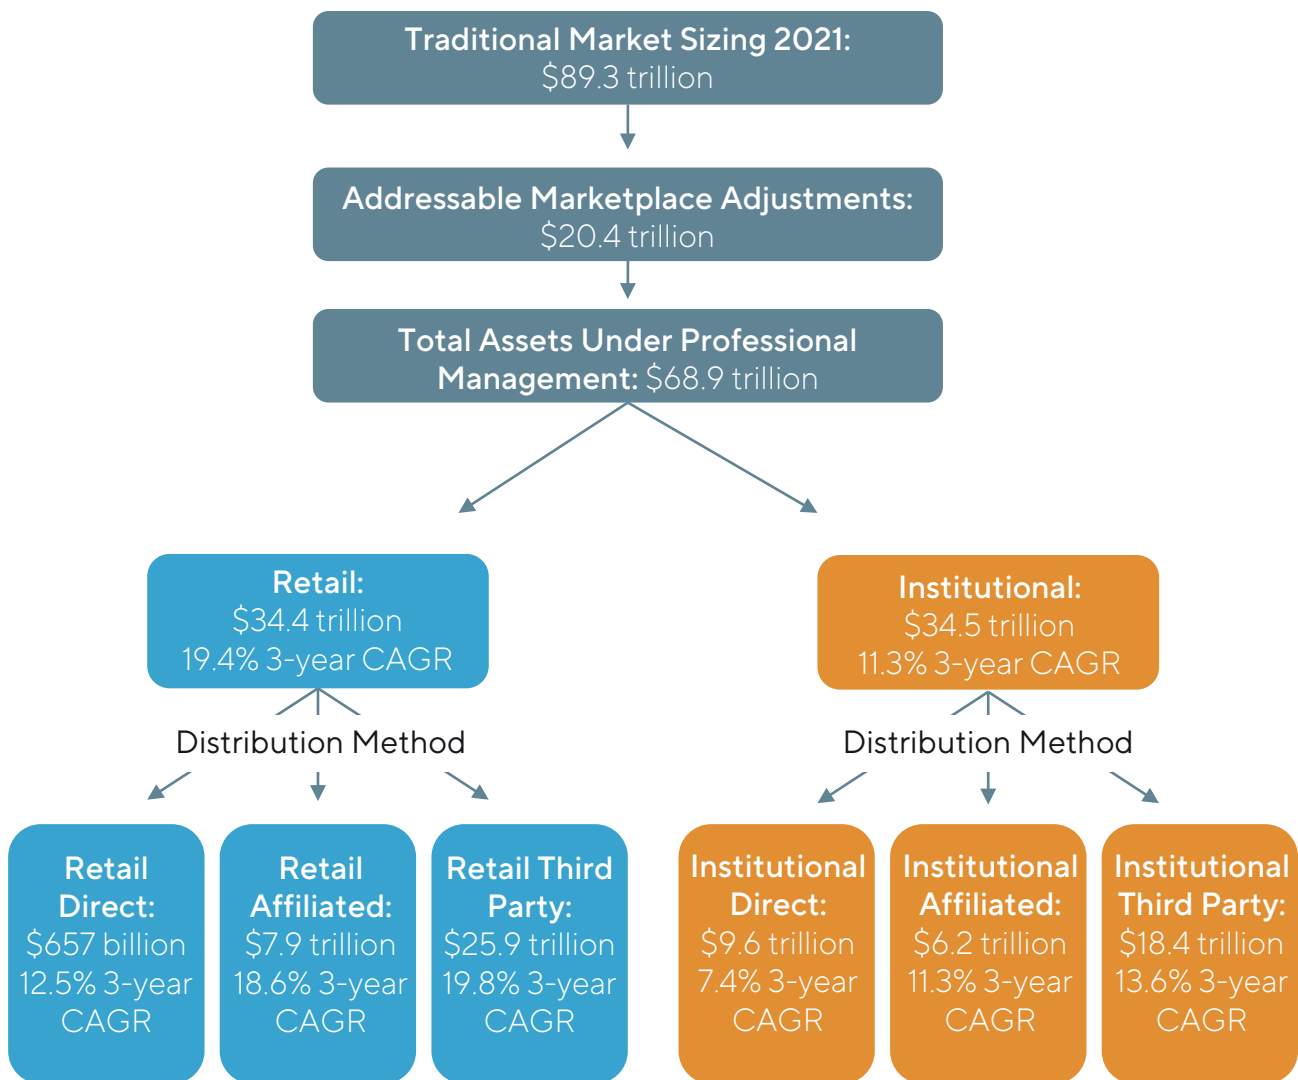 Traditional Market Sizing 2021:
$89.3 trillion
Addressable Marketplace Adjustments:
$20.4 trillion
Total Assets Under Professional
Management: $68.9 trillion
Retail:
$34.4 trillion
19.4% 3-year CAGR
Institutional:
$34.5 trillion
11.3% 3-year CAGR
Distribution Method
Distribution Method
Retail
Direct:
$657 billion
12.5% 3-year
CAGR
Retail
Affiliated:
$7.9 trillion
18.6% 3-year
CAGR
Retail Third
Party:
$25.9 trillion
19.8% 3-year
CAGR
Institutional
Direct:
$9.6 trillion
7.4% 3-year
CAGR
Institutional
Affiliated:
$6.2 trillion
11.3% 3-year
CAGR
Institutional
Third Party:
$18.4 trillion
13.6% 3-year
CAGR